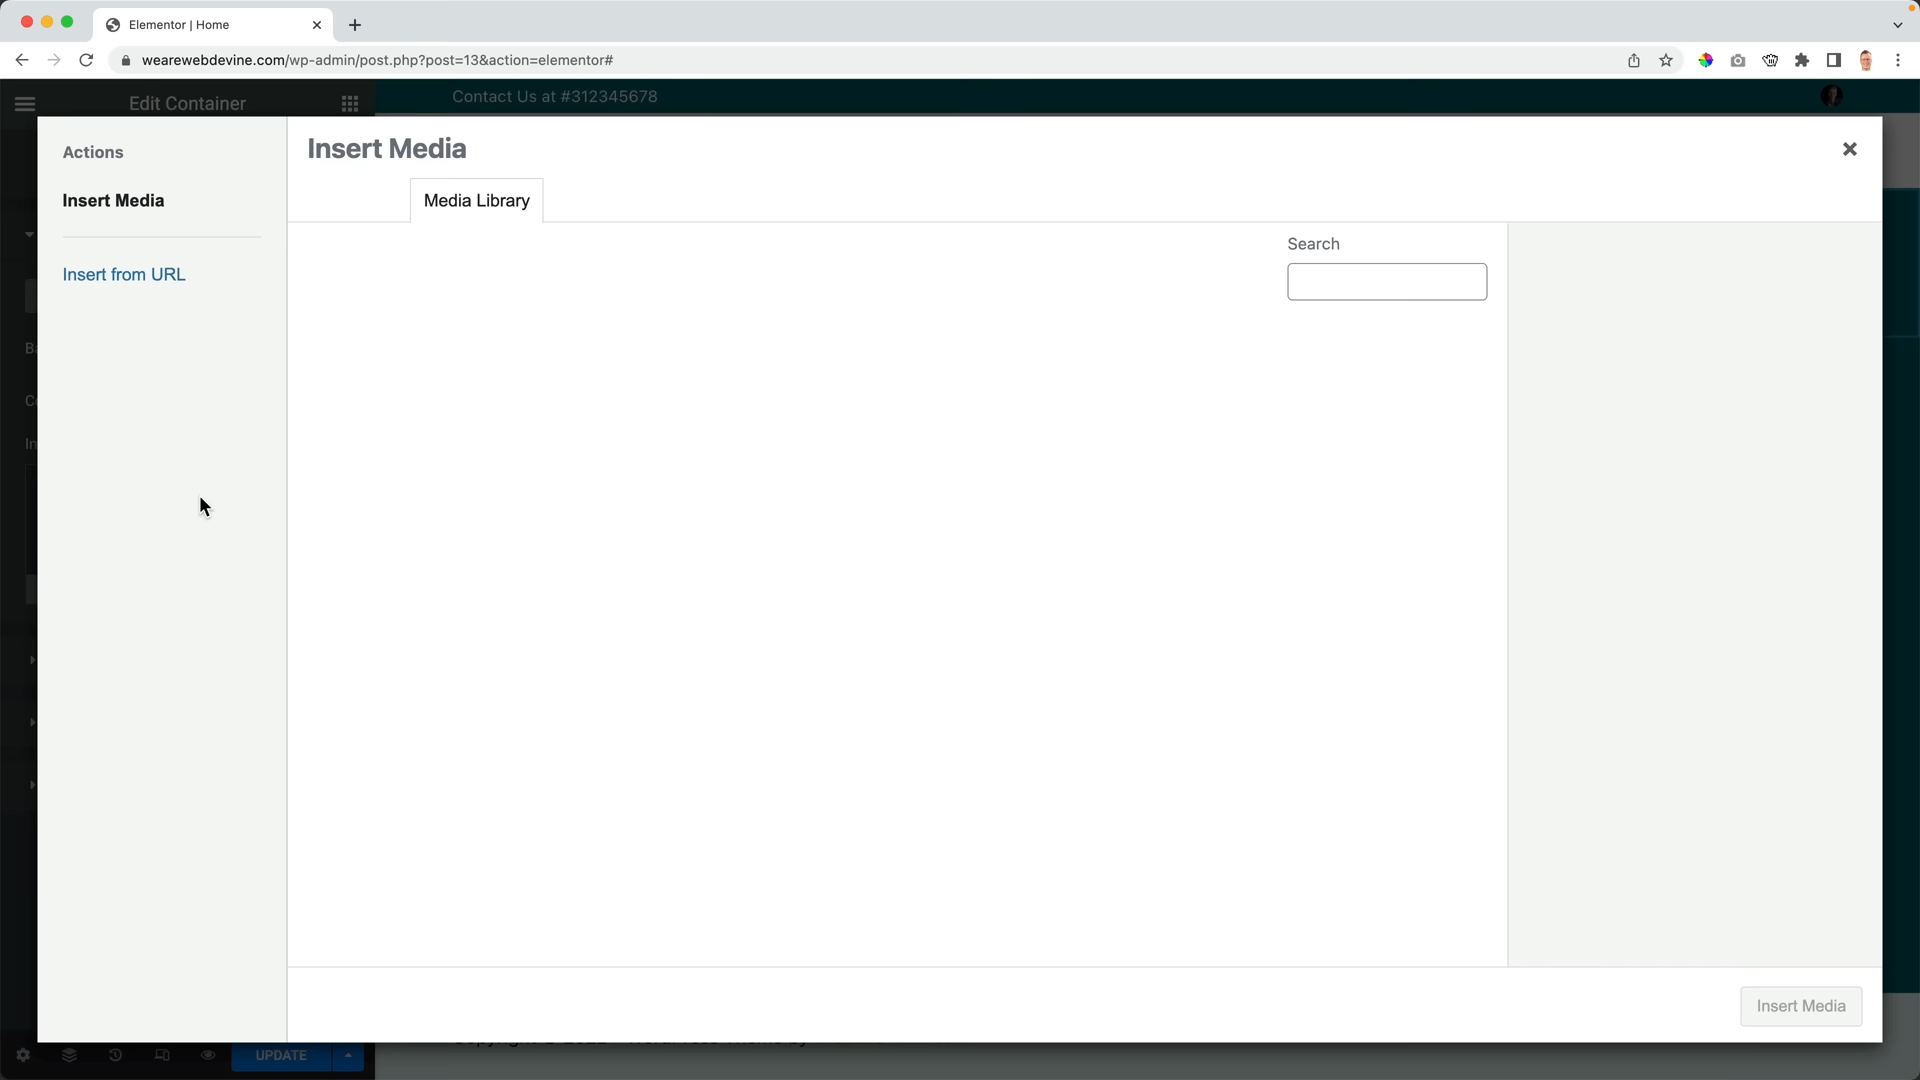 Elementor | Home
wearewebdevine.com/wp-admin/post.php?post=13&action=elementor#
Edit Container
Contact Us at #312345678
Actions
Insert Media
Insert from URL
Insert Media
Media Library
Search
Insert Media
UPDATE